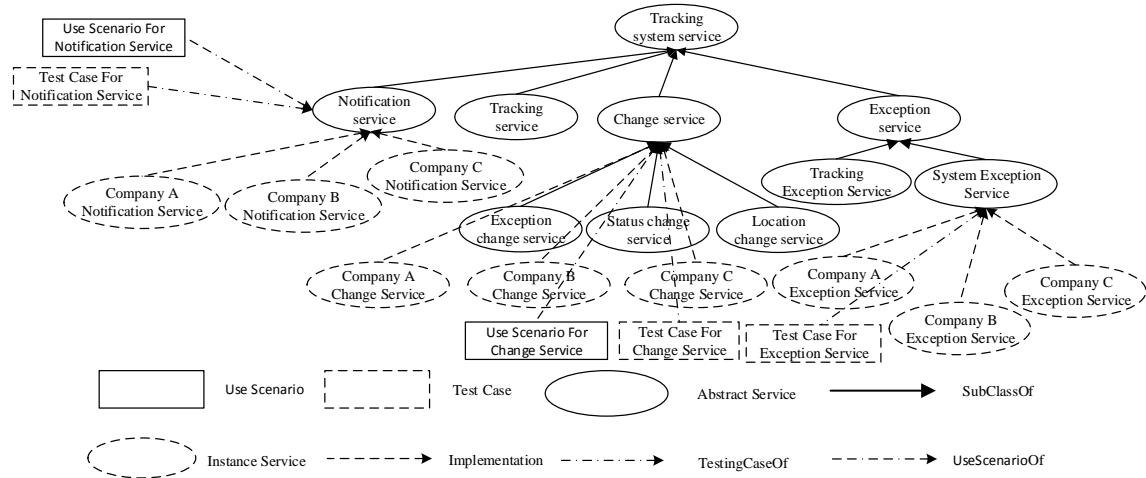 Tracking
system service
Use Scenario For
Notification Service
Test Case For
Notification Service
Notification
service
Tracking
service
Change service
Exception
service
Company A
Notification Service
Company B
Notification Service
Company C
Notification Service
Tracking
Exception Service
System Exception
Service
Exception
change service
Status change
service
Location
change service
Company A
Change Service
Company B
Change Service
Company C
Change Service
Company A
Exception Service
Company B
Exception Service
Company C
Exception Service
Use Scenario For
Change Service
Test Case For
Change Service
Test Case For
Exception Service
Use Scenario
Test Case
Abstract Service
SubClassOf
Instance Service
Implementation
TestingCaseOf
UseScenarioOf